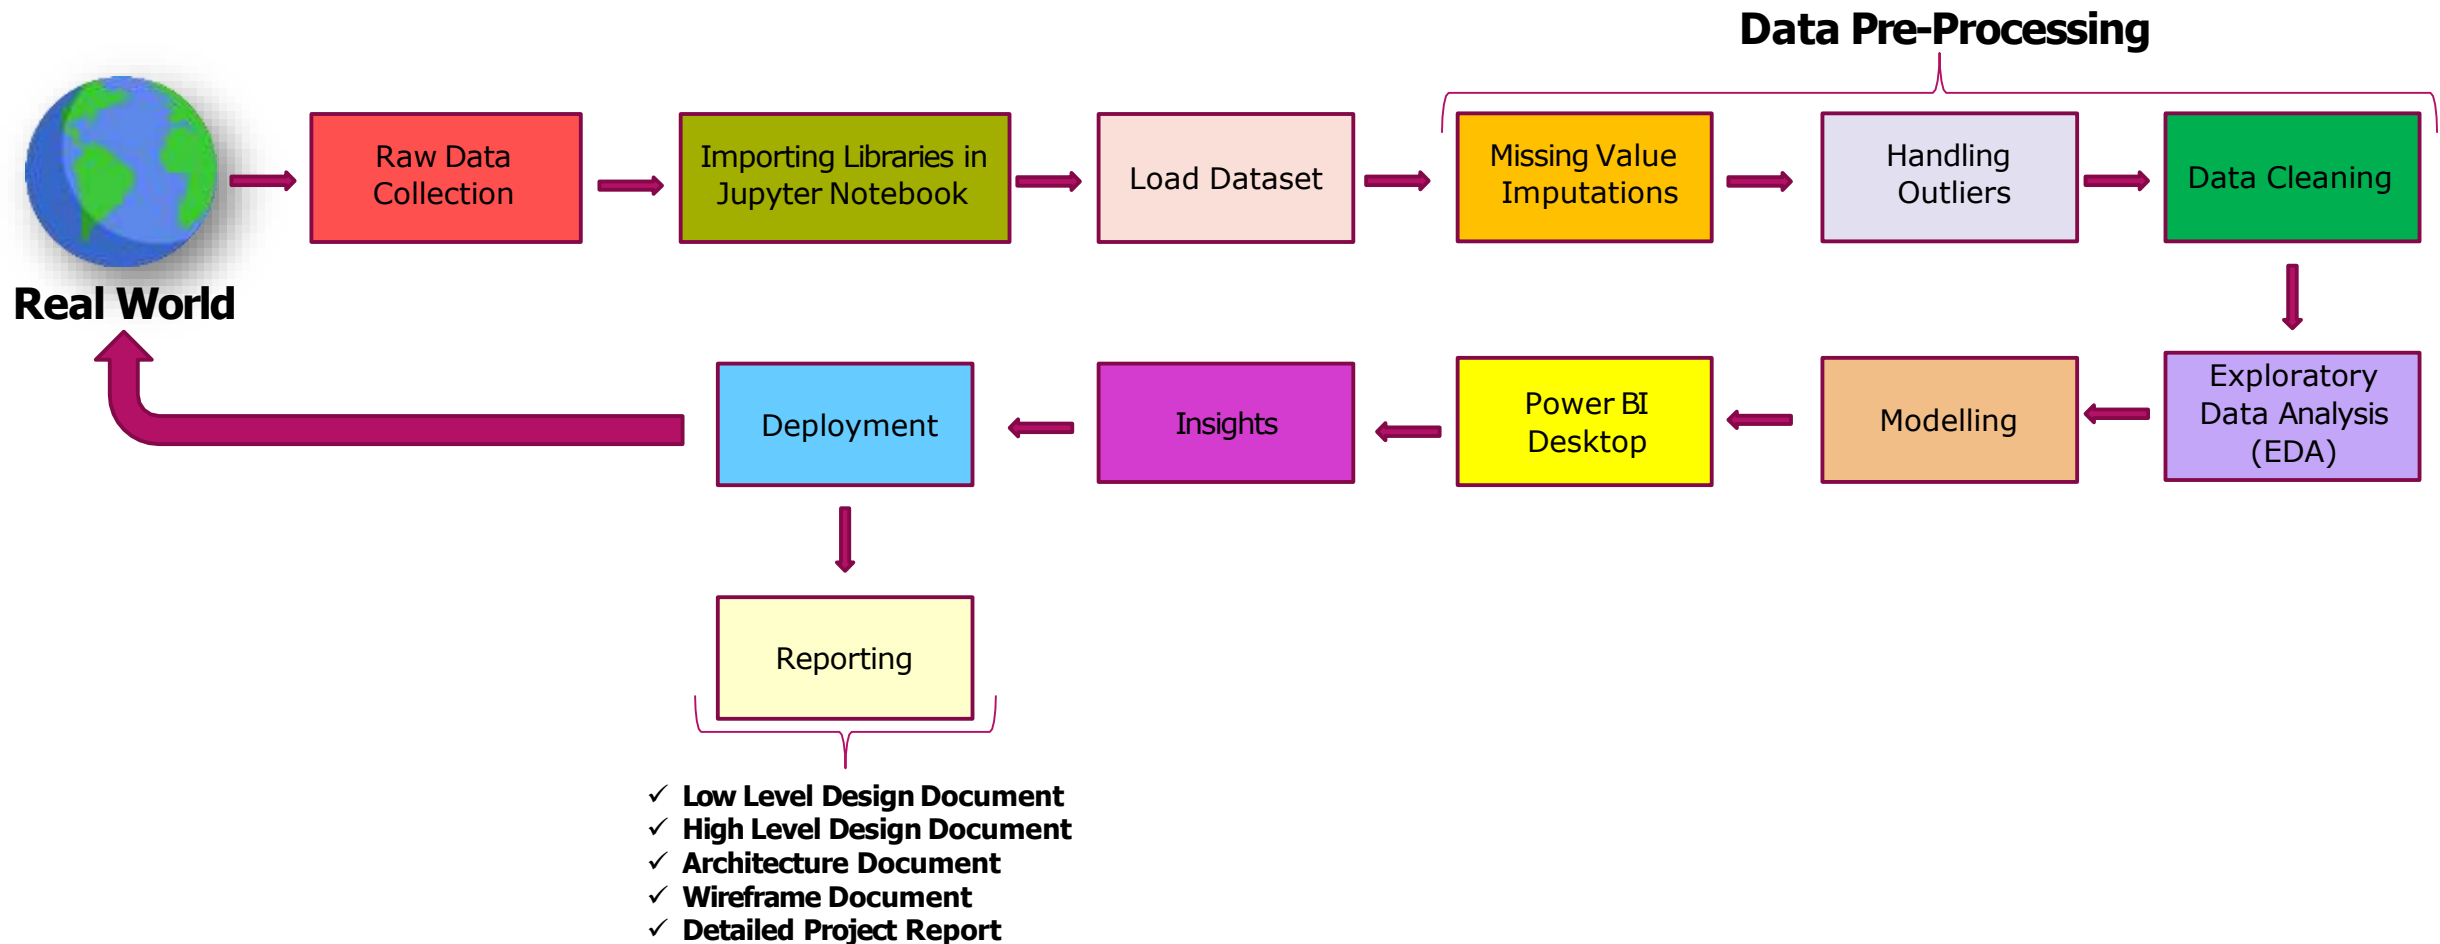 Data Pre-Processing
Raw Data
Collection
Importing Libraries in
Jupyter Notebook
Load Dataset
Missing Value
Imputations
Handling
Outliers
Data Cleaning
Real World
Deployment
Insights
Power BI
Desktop
Modelling
Exploratory
Data Analysis
(EDA)
Reporting
✓ Low Level Design Document
✓ High Level Design Document
✓ Architecture Document
✓ Wireframe Document
✓ Detailed Project Report